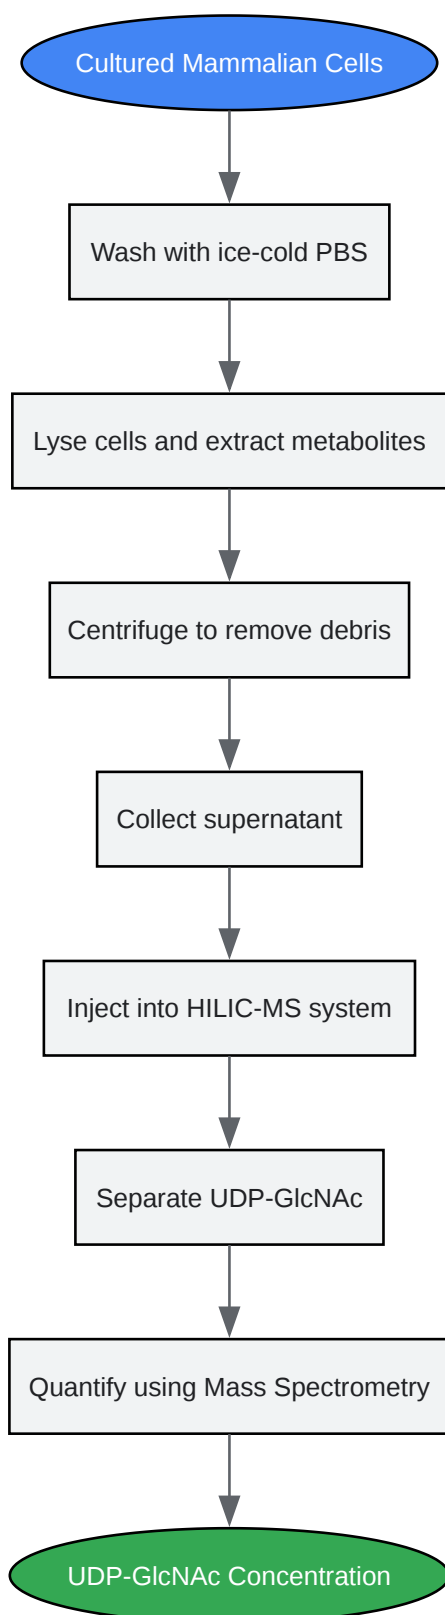 Cultured Mammalian Cells
Wash with ice-cold PBS
Lyse cells and extract metabolites
Centrifuge to remove debris
Collect supernatant
Inject into HILIC-MS system
Separate UDP-GlcNAc
Quantify using Mass Spectrometry
UDP-GlcNAc Concentration